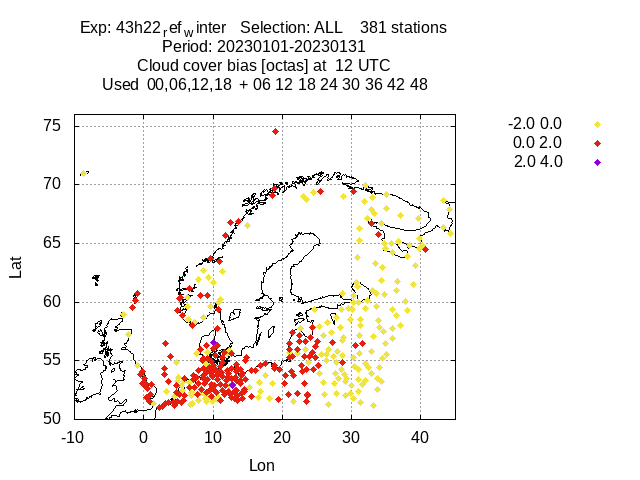 Exp: 43h22ref winter Selection: ALL 381 stations
Period: 20230101-20230131
Cloud cover bias [octas] at 12 UTC
Used 00,06,12,18 + 06 12 18 24 30 36 42 48
-2.0 0.0
0.0 2.0
2.0 4.0
75
70
65
60
55
50
Lat
-10 0 10 20 30 40
Lon